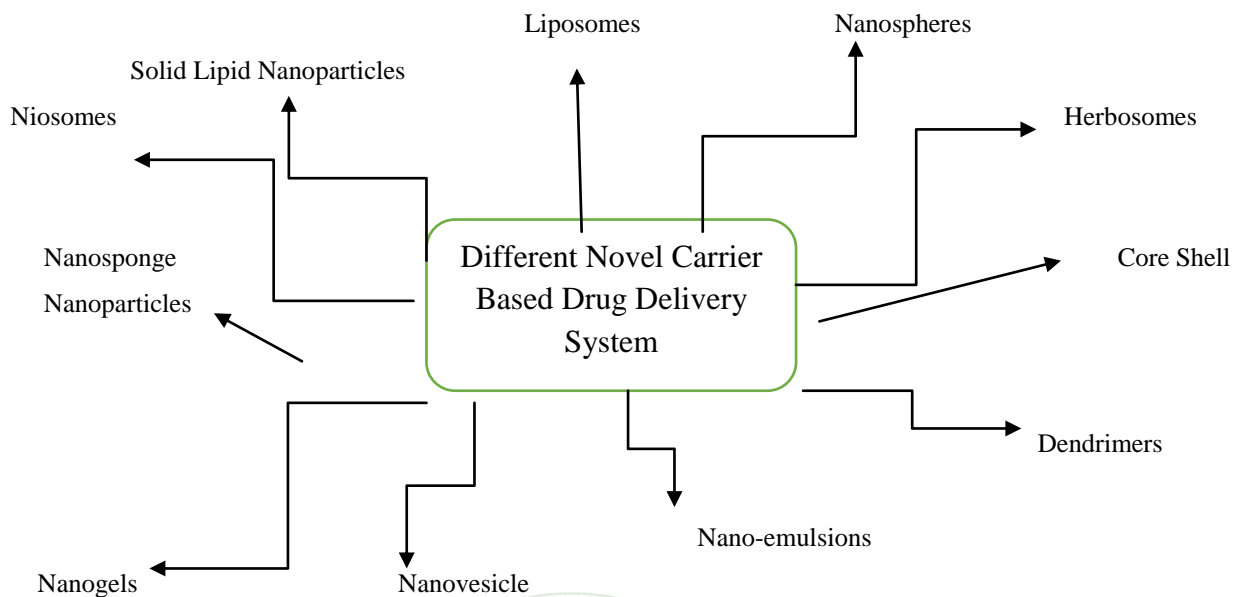 Liposomes
Nanospheres
Solid Lipid Nanoparticles
Niosomes
Herbosomes
Nanosponge
Nanoparticles
Different Novel Carrier
Based Drug Delivery
System
Core Shell
Dendrimers
Nano-emulsions
Nanogels
Nanovesicle